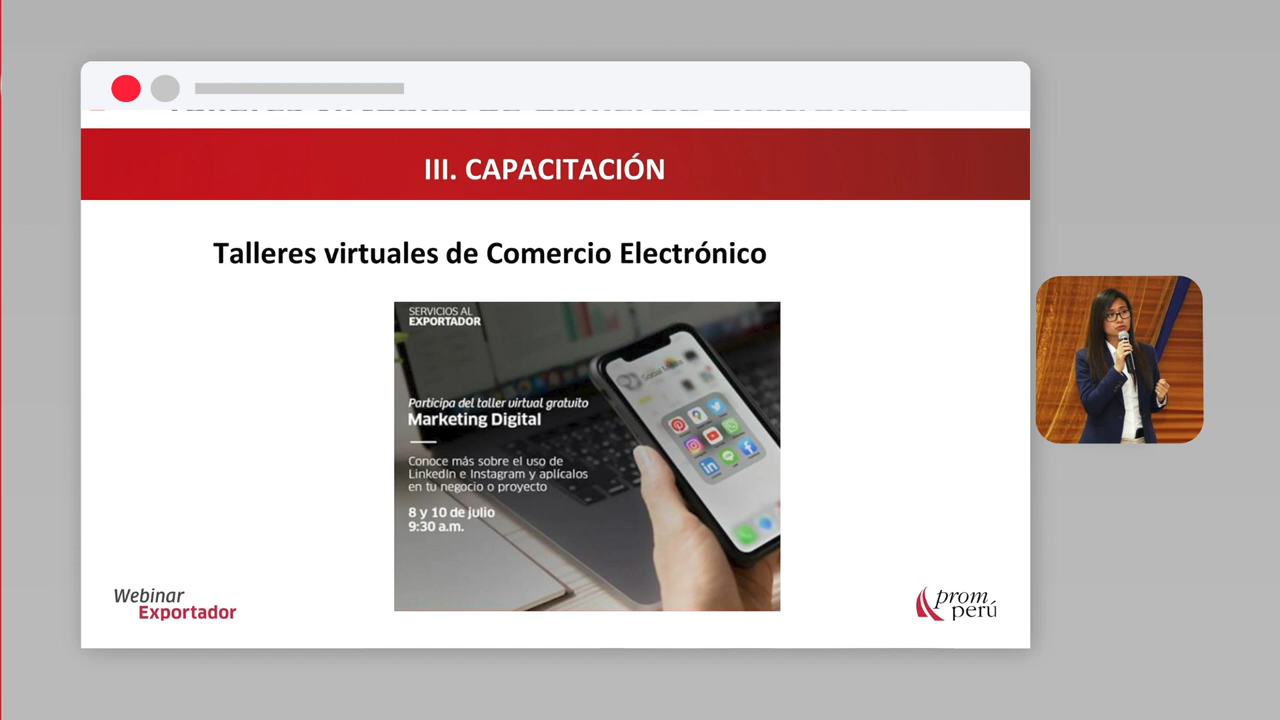 III. CAPACITACIÓN
Talleres virtuales de Comercio Electrónico
SERVICIOS AL
EXPORTADOR
Participa del taller virtual gratuito
Marketing Digital
Conoce más sobre el uso de
LinkedIn e Instagram y aplícalos
en tu negocio o proyecto
8 y 10 de julio
9:30 a.m.
Webinar
Exportador
prom
perú